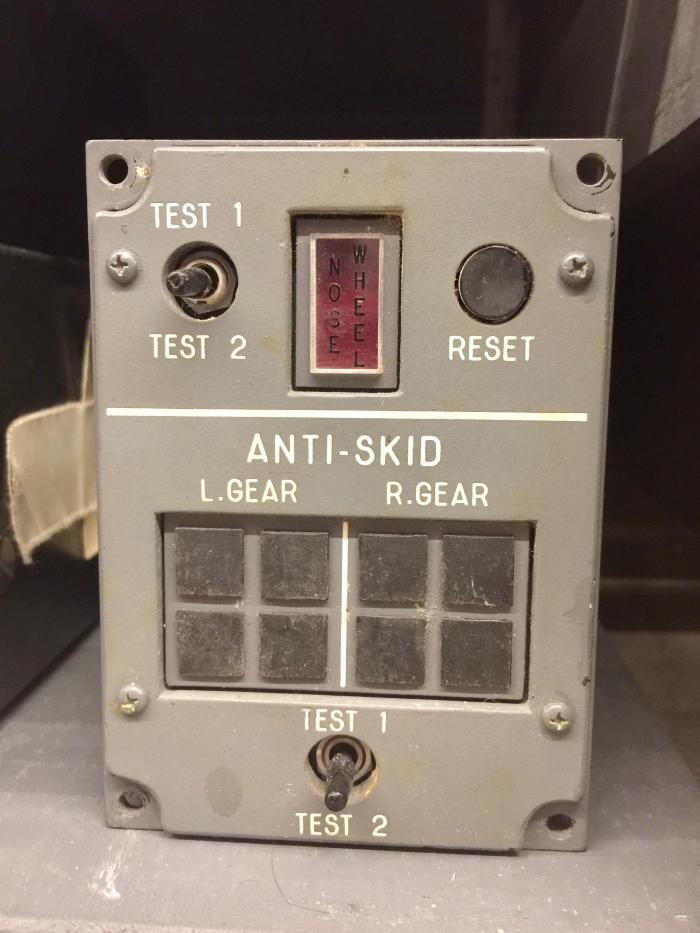 TEST 1
NOSE
WHEEL
TEST 2
RESET
ANTI-SKID
L.GEAR
R.GEAR
TEST 1
TEST 2